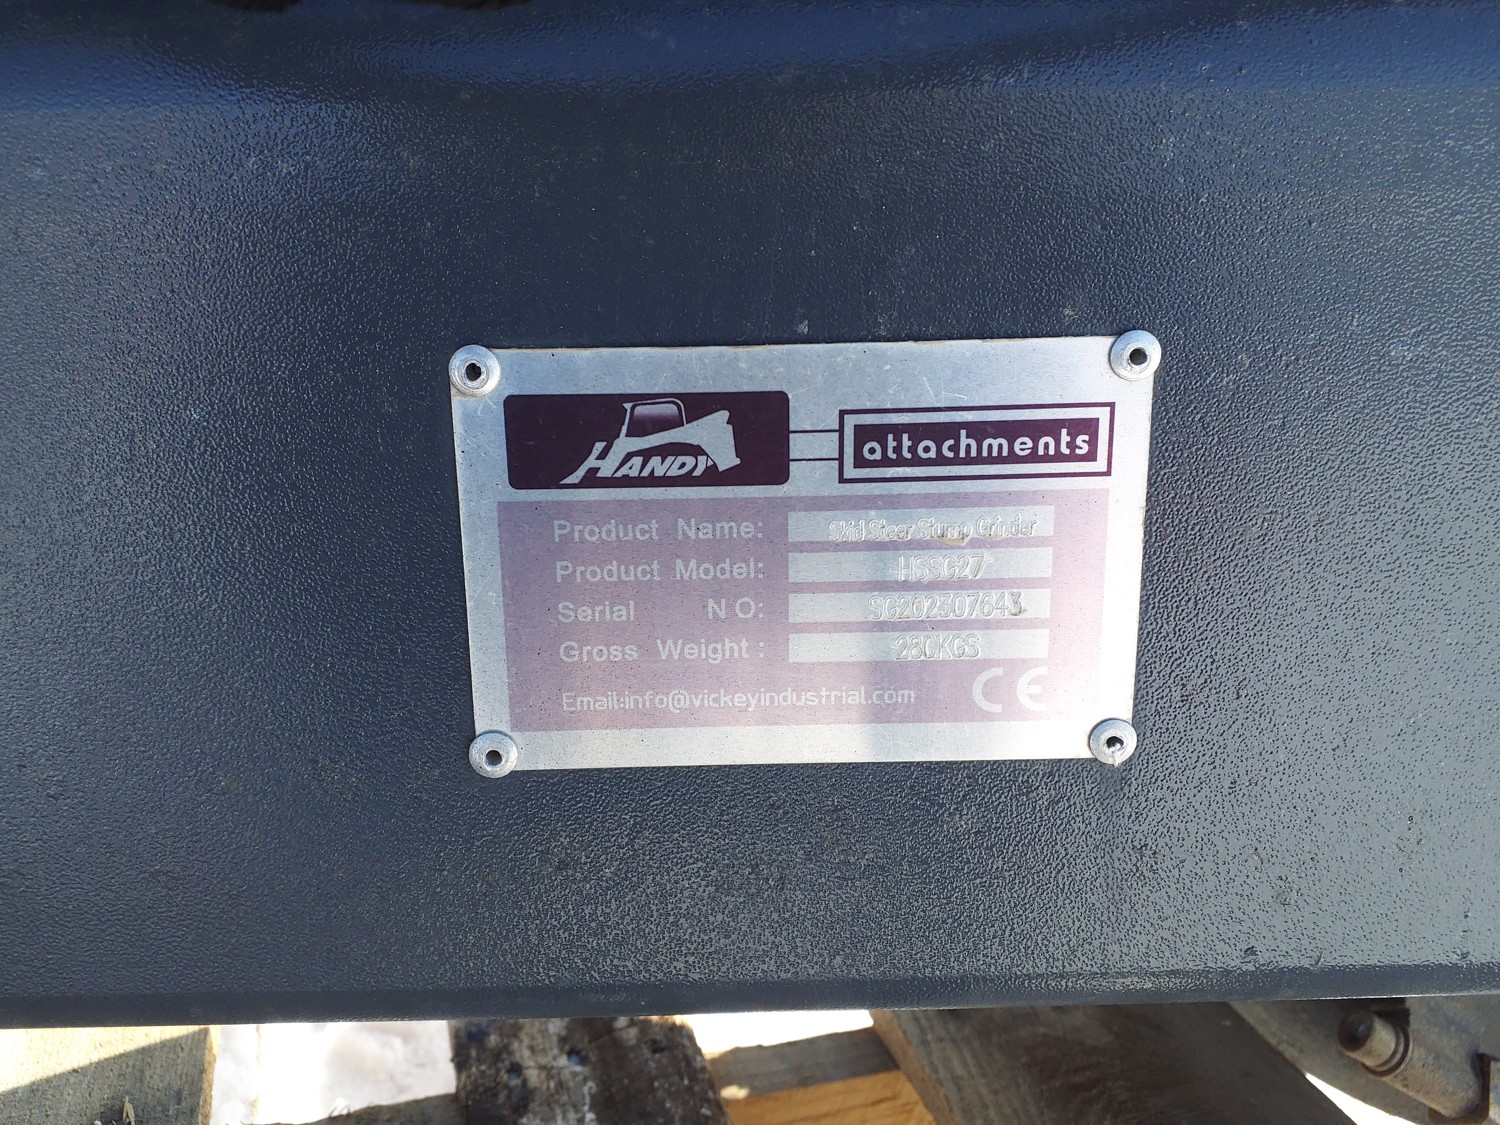 HANDY
attachments
Product Name: Skid Steer Stump Grinder
Product Model: HSSG27
Serial NO: SG202307643
Gross Weight: 280KGS
Email:info@vickeyindustrial.com
CE